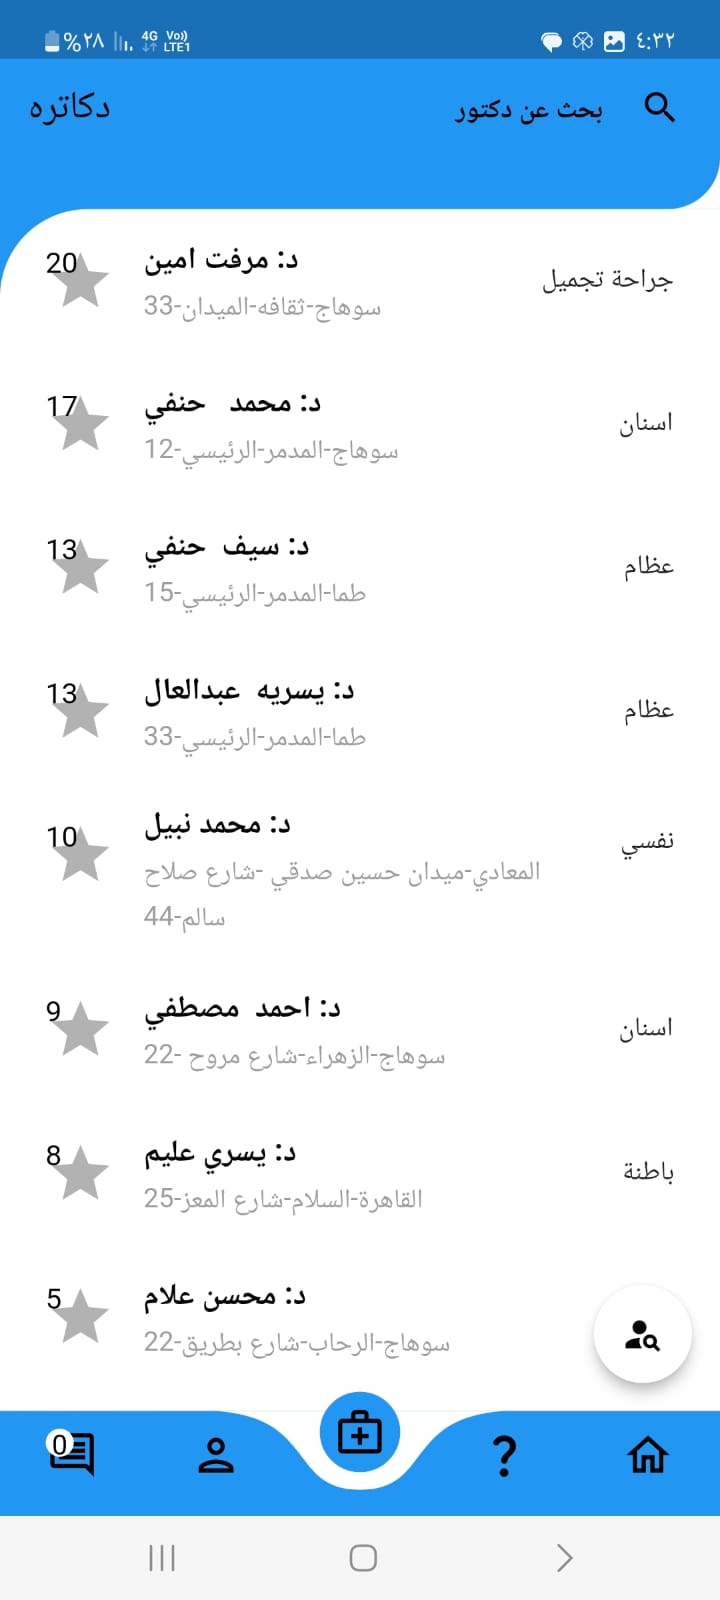 ٤:٣٢
4G Vo)) LTE1 %٢٨
بحث عن دكتور
دكاتره
جراحة تجميل
د: مرفت امين
سوهاج-ثقافه-الميدان-33
20
اسنان
د: محمد حنفي
سوهاج-المدمر-الرئيسي-12
17
عظام
د: سيف حنفي
طما-المدمر-الرئيسي-15
13
عظام
د: يسريه عبدالعال
طما-المدمر-الرئيسي-33
13
نفسي
د: محمد نبيل
المعادي-ميدان حسين صدقي -شارع صلاح
سالم-44
10
اسنان
د: احمد مصطفي
سوهاج-الزهراء-شارع مروح -22
9
باطنة
د: يسري عليم
القاهرة-السلام-شارع المعز-25
8
د: محسن علام
سوهاج-الرحاب-شارع بطريق-22
5
?
0